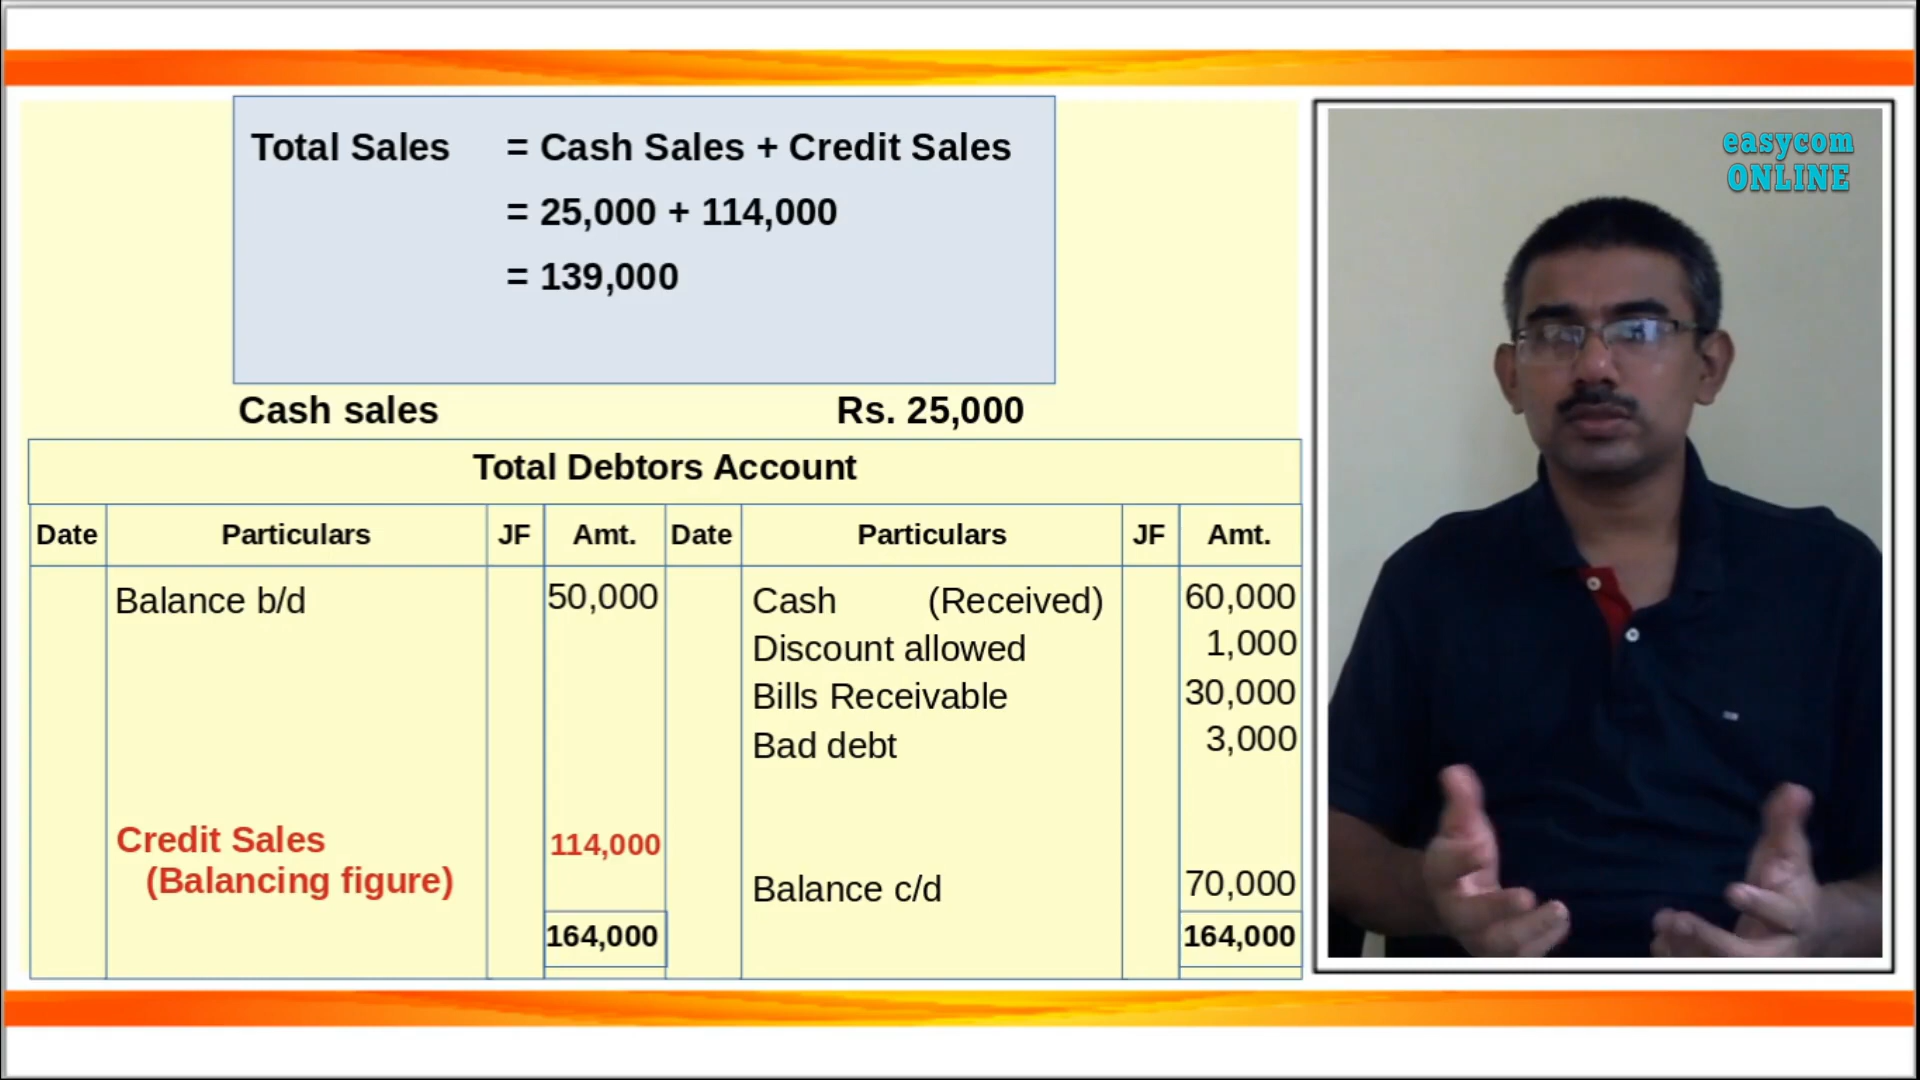 Total Sales = Cash Sales + Credit Sales
= 25,000 + 114,000
= 139,000
Cash sales Rs. 25,000
Total Debtors Account
Date Particulars JF Amt. Date Particulars JF Amt.
Balance b/d 50,000 Cash (Received) 60,000
Discount allowed 1,000
Bills Receivable 30,000
Bad debt 3,000
Credit Sales 114,000
(Balancing figure)
Balance c/d 70,000
164,000 164,000
easycom
ONLINE